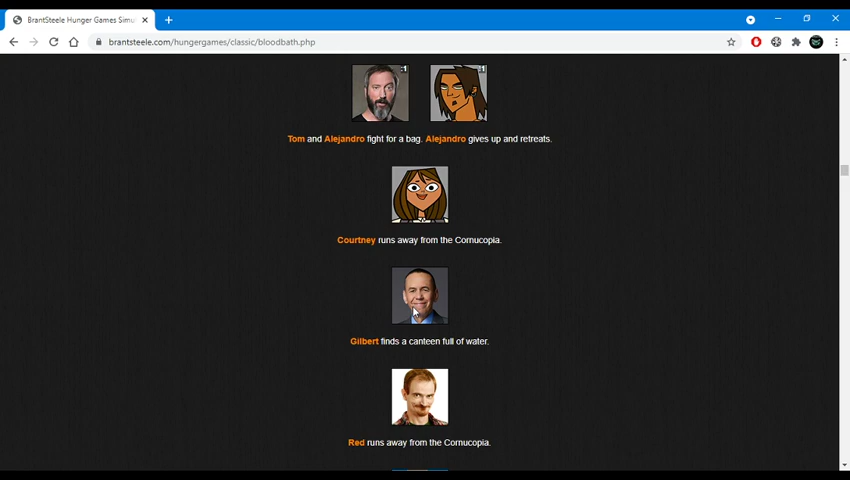 BrantSteele Hunger Games Simu
brantsteele.com/hungergames/classic/bloodbath.php
Tom and Alejandro fight for a bag. Alejandro gives up and retreats.
Courtney runs away from the Cornucopia.
Gilbert finds a canteen full of water.
Red runs away from the Cornucopia.